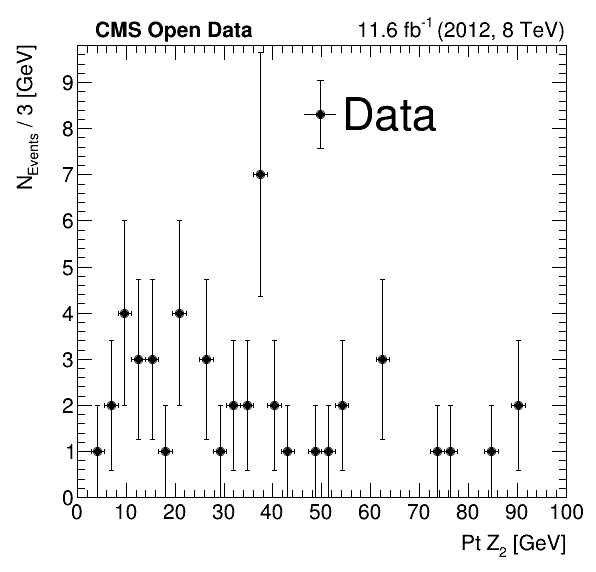 CMS Open Data 11.6 fb⁻¹ (2012, 8 TeV)
N_Events / 3 [GeV]
Data
9
8
7
6
5
4
3
2
1
0
0 10 20 30 40 50 60 70 80 90 100
Pt Z₂ [GeV]